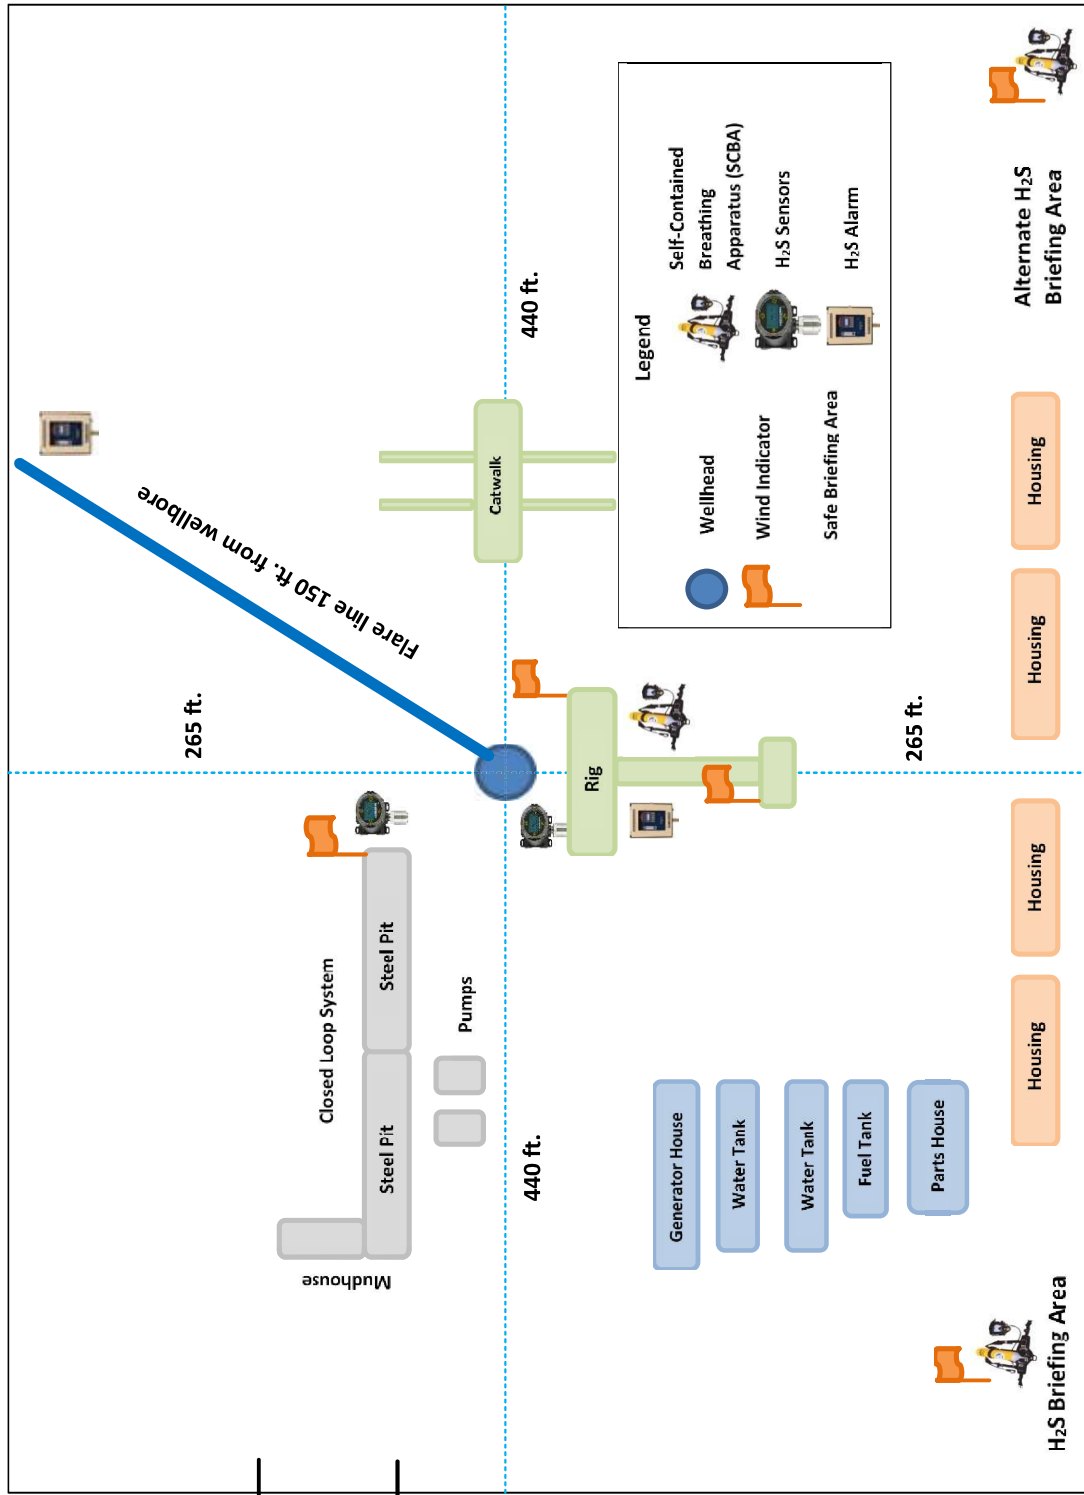 265 ft.
Flare line 150 ft. from wellbore
440 ft.
Catwalk
Mudhouse
Closed Loop System
Steel Pit
Steel Pit
Pumps
440 ft.
Rig
265 ft.
Generator House
Water Tank
Water Tank
Fuel Tank
Parts House
Legend
Wellhead
Wind Indicator
Safe Briefing Area
Self-Contained
Breathing
Apparatus (SCBA)
H₂S Sensors
H₂S Alarm
Housing
Housing
Housing
Housing
H₂S Briefing Area
Alternate H₂S
Briefing Area